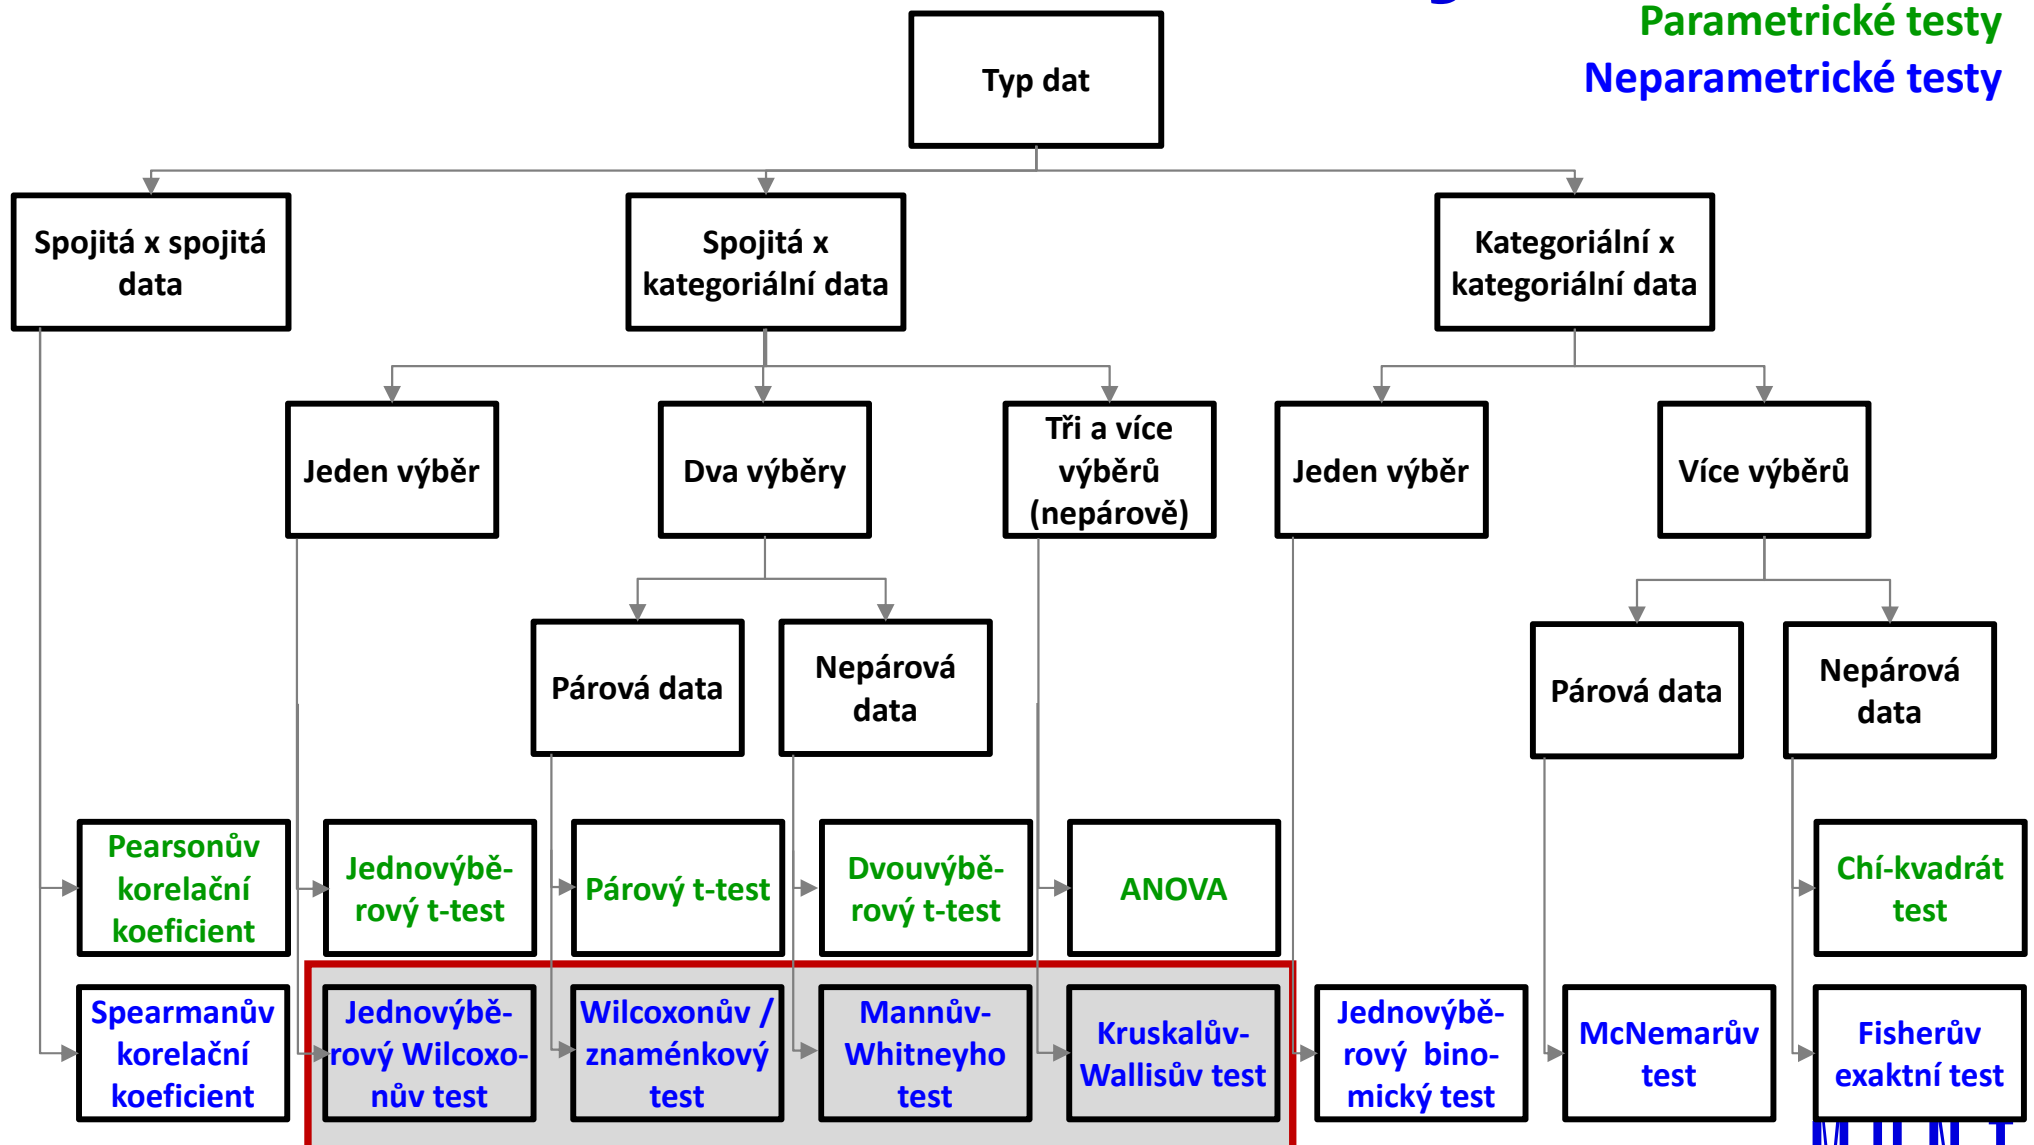 Parametrické testy
Neparametrické testy
Typ dat
Spojitá x spojitá
data
Spojitá x
kategoriální data
Kategoriální x
kategoriální data
Jeden výběr
Dva výběry
Tři a více
výběrů
(nepárově)
Jeden výběr
Více výběrů
Párová data
Nepárová
data
Párová data
Nepárová
data
Pearsonův
korelační
koeficient
Jednovýbě-
rový t-test
Párový t-test
Dvouvýbě-
rový t-test
ANOVA
Chí-kvadrát
test
Spearmanův
korelační
koeficient
Jednovýbě-
rový Wilcoxo-
nův test
Wilcoxonův /
znaménkový
test
Mannův-
Whitneyho
test
Kruskalův-
Wallisův test
Jednovýbě-
rový  bino-
mický test
McNemarův
test
Fisherův
exaktní test